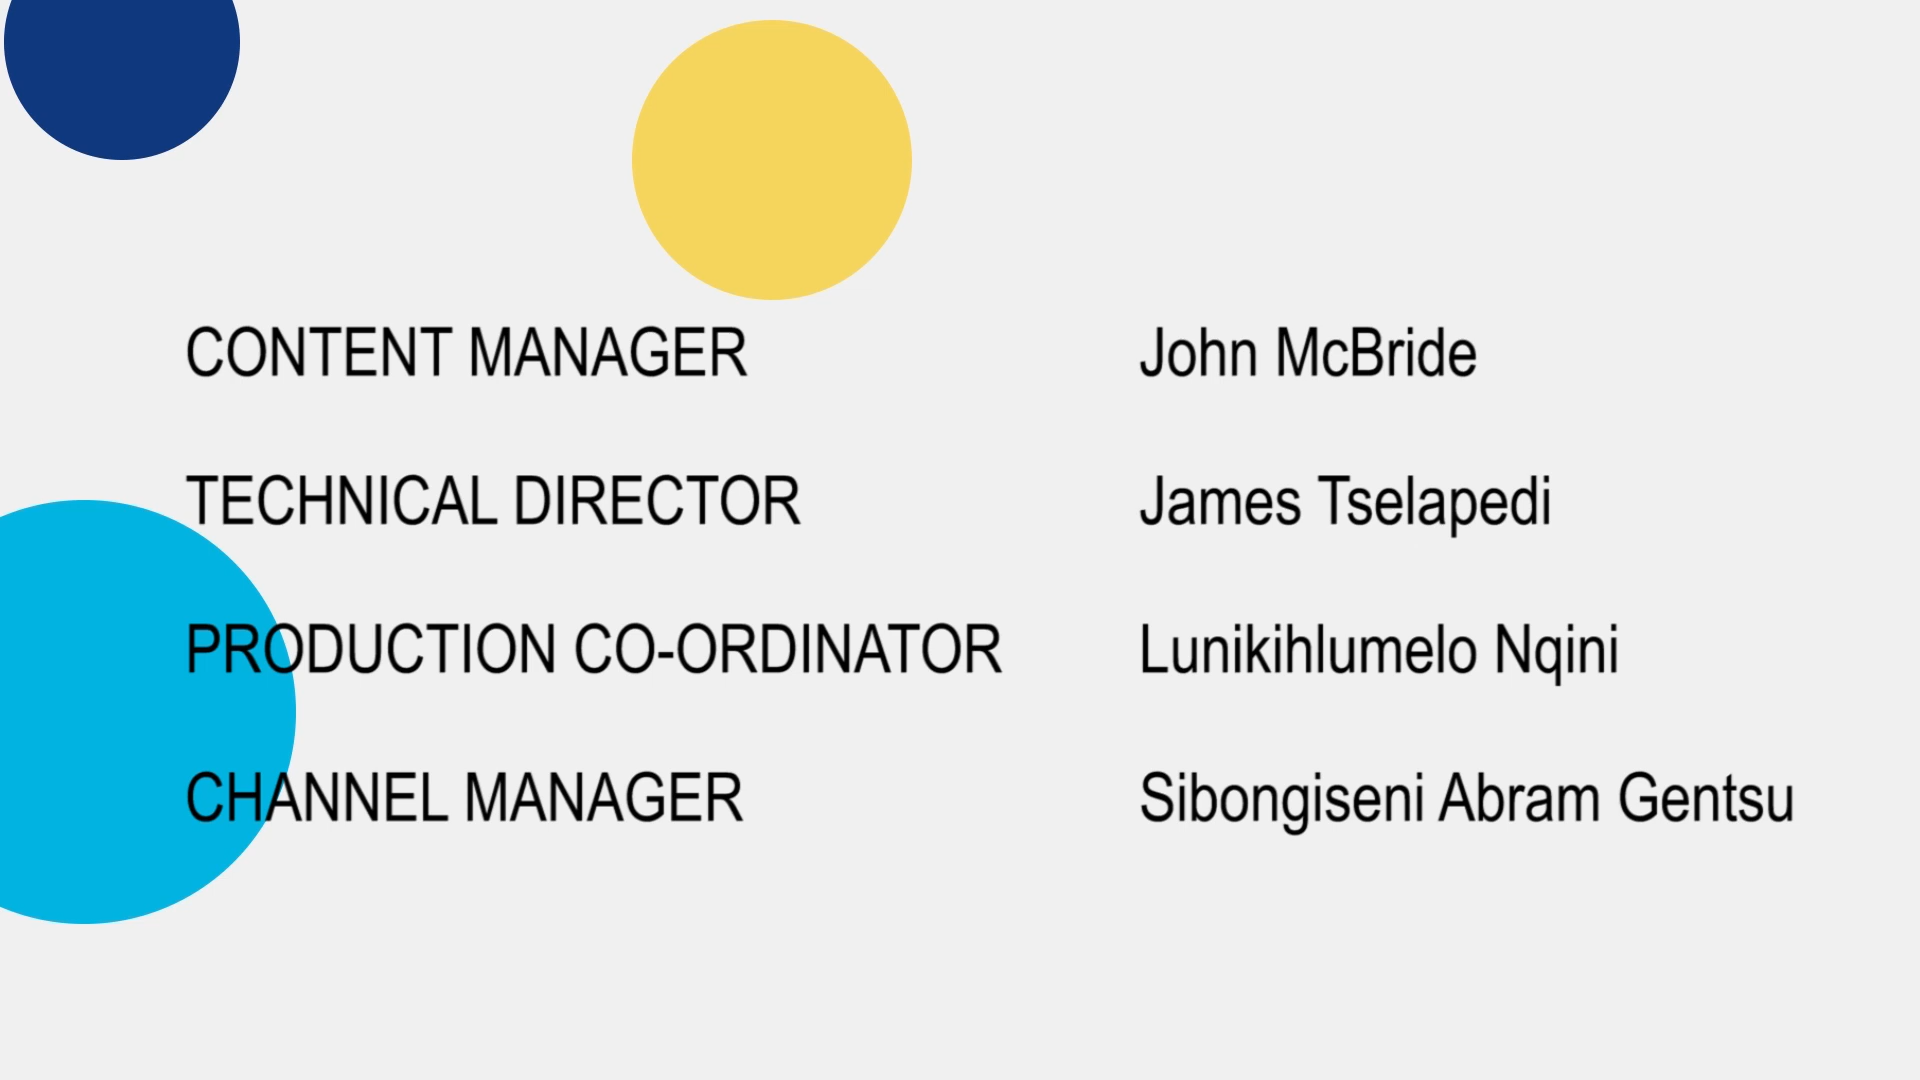 CONTENT MANAGER John McBride
TECHNICAL DIRECTOR James Tselapedi
PRODUCTION CO-ORDINATOR Lunikihlumelo Nqini
CHANNEL MANAGER Sibongiseni Abram Gentsu